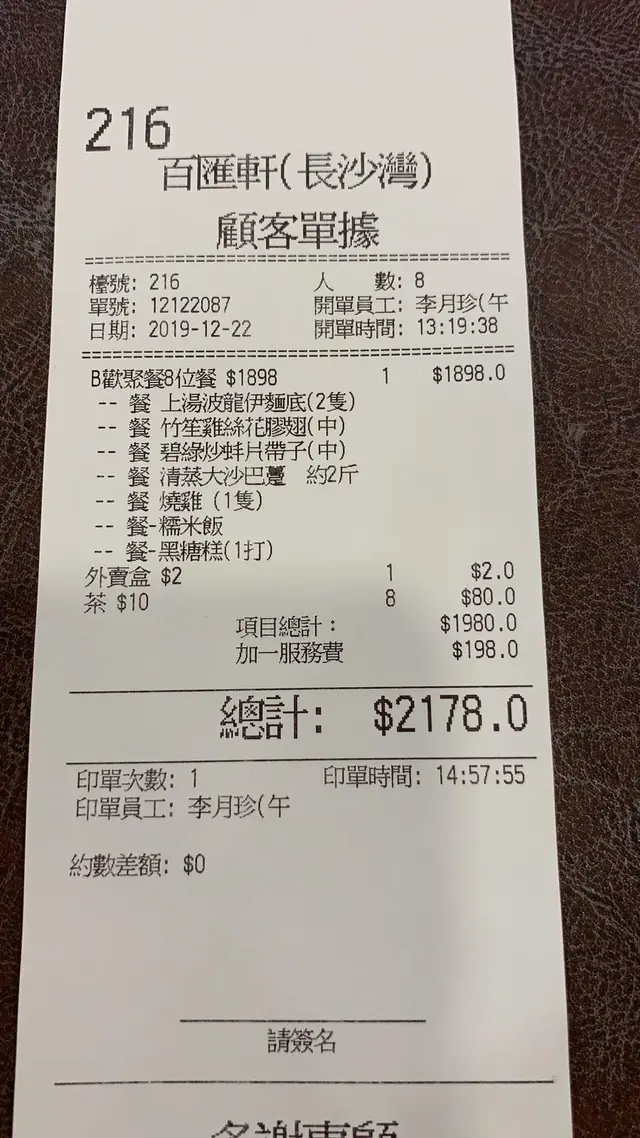 216
百匯軒(長沙灣)
顧客單據
檯號: 216 人 數: 8
單號: 12122087 開單員工: 李月珍(午
日期: 2019-12-22 開單時間: 13:19:38
B歡聚餐8位餐 $1898 1 $1898.0
-- 餐 上湯波龍伊麵底(2隻)
-- 餐 竹笙雞絲花膠翅(中)
-- 餐 碧綠炒蚌片帶子(中)
-- 餐 清蒸大沙巴躉 約2斤
-- 餐 燒雞 (1隻)
-- 餐-糯米飯
-- 餐-黑糖糕(1打)
外賣盒 $2 1 $2.0
茶 $10 8 $80.0
項目總計: $1980.0
加一服務費 $198.0
總計: $2178.0
印單次數: 1 印單時間: 14:57:55
印單員工: 李月珍(午
約數差額: $0
請簽名
多謝惠顧